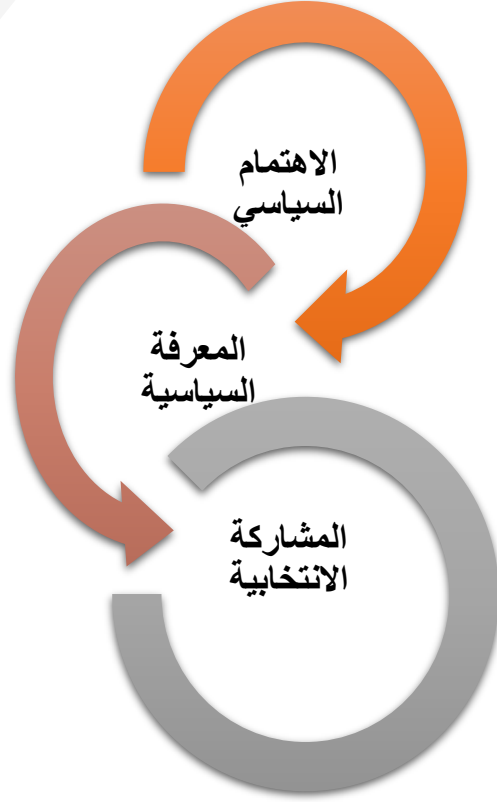 الاهتمام
السياسي
المعرفة
السياسية
المشاركة
الانتخابية